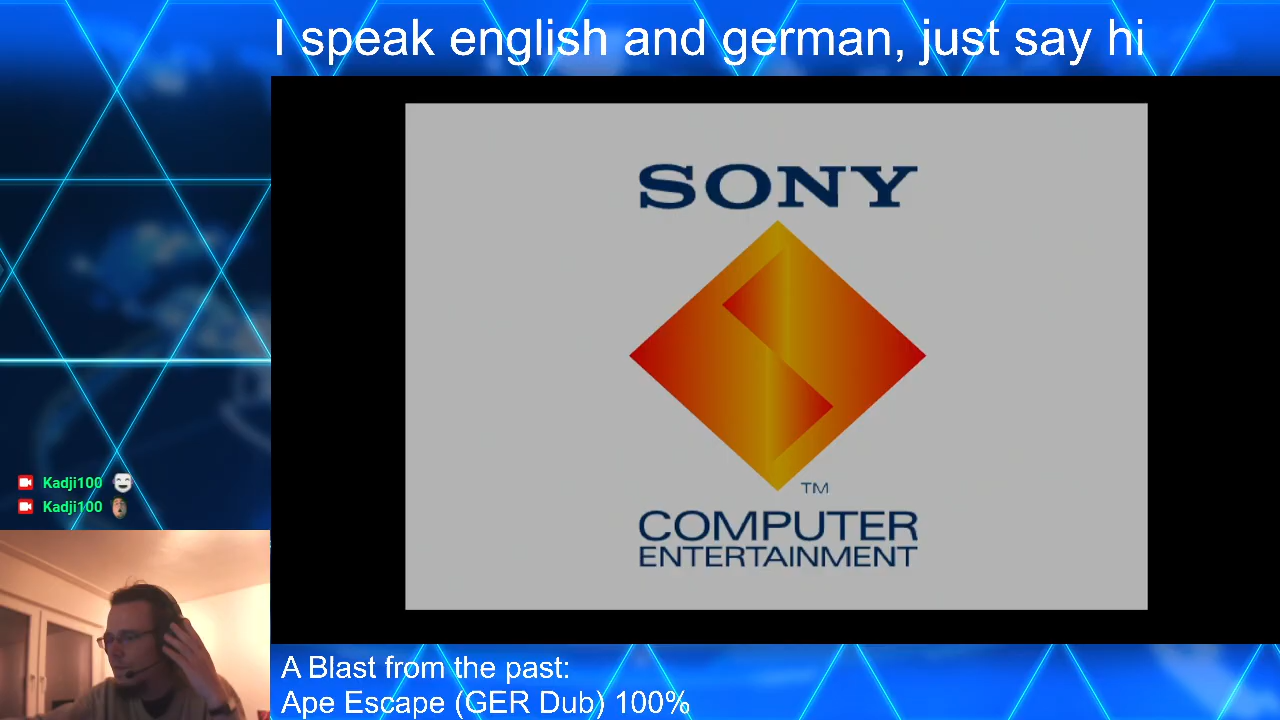 I speak english and german, just say hi
SONY
TM
COMPUTER
ENTERTAINMENT
Kadji100
Kadji100
A Blast from the past:
Ape Escape (GER Dub) 100%